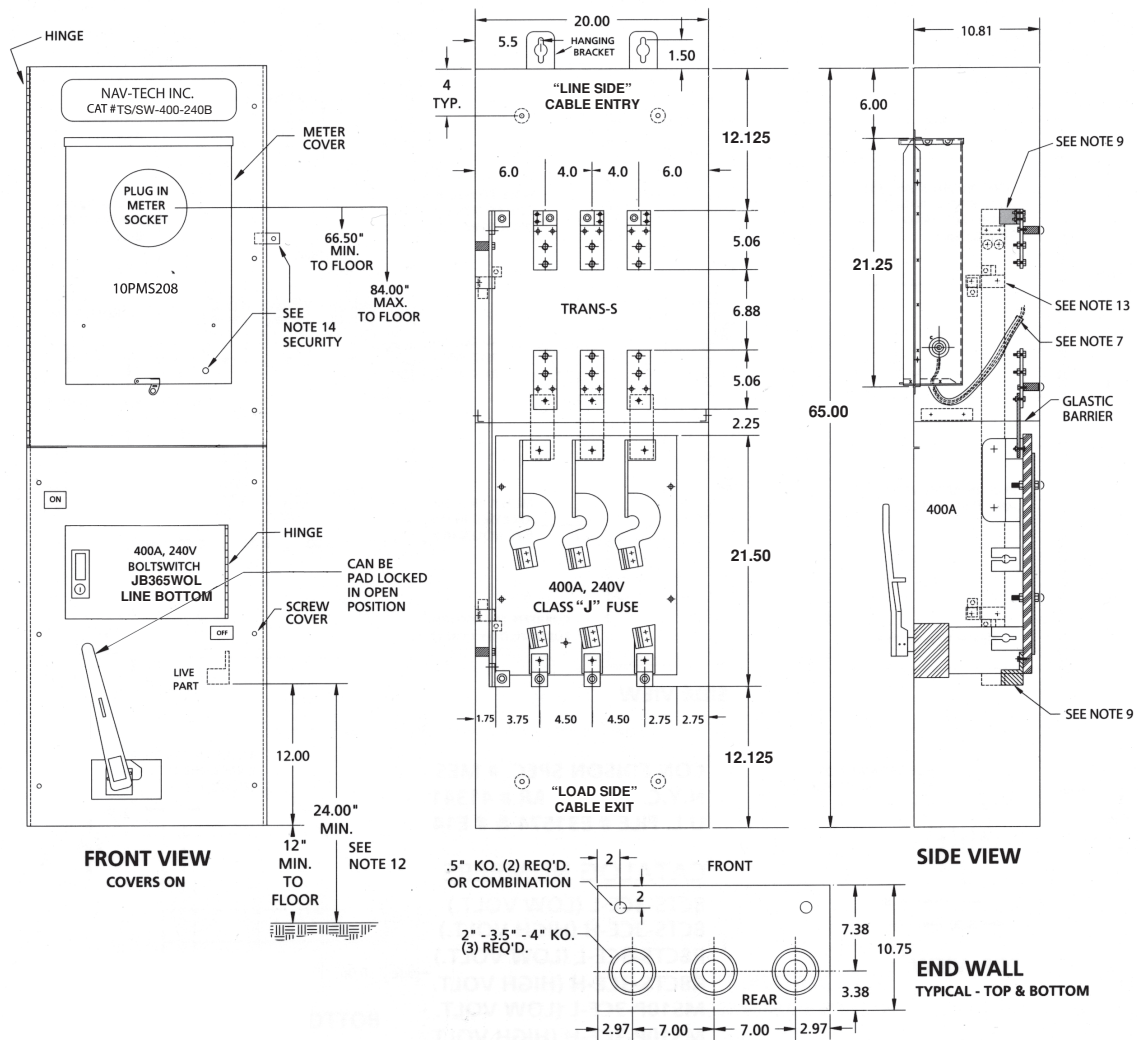 HINGE
NAV-TECH INC.
CAT #TS/SW-400-240B
METER
COVER
PLUG IN
METER
SOCKET
66.50"
MIN.
TO FLOOR
84.00"
MAX.
TO FLOOR
10PMS208
SEE
NOTE 14
SECURITY
ON
HINGE
400A, 240V
BOLTSWITCH
JB365WOL
LINE BOTTOM
CAN BE
PAD LOCKED
IN OPEN
POSITION
OFF
SCREW
COVER
LIVE
PART
12.00
24.00"
MIN.
SEE
NOTE 12
12"
MIN.
TO
FLOOR
FRONT VIEW
COVERS ON
20.00
5.5
HANGING
BRACKET
1.50
4
TYP.
"LINE SIDE"
CABLE ENTRY
12.125
6.0
4.0
4.0
6.0
5.06
TRANS-S
6.88
5.06
2.25
21.50
400A, 240V
CLASS "J" FUSE
1.75
3.75
4.50
4.50
2.75
2.75
12.125
"LOAD SIDE"
CABLE EXIT
10.81
6.00
SEE NOTE 9
21.25
SEE NOTE 13
SEE NOTE 7
65.00
GLASTIC
BARRIER
400A
SEE NOTE 9
SIDE VIEW
.5" KO. (2) REQ'D.
OR COMBINATION
2
FRONT
2
2" - 3.5" - 4" KO.
(3) REQ'D.
7.38
10.75
3.38
REAR
2.97
7.00
7.00
2.97
END WALL
TYPICAL - TOP & BOTTOM